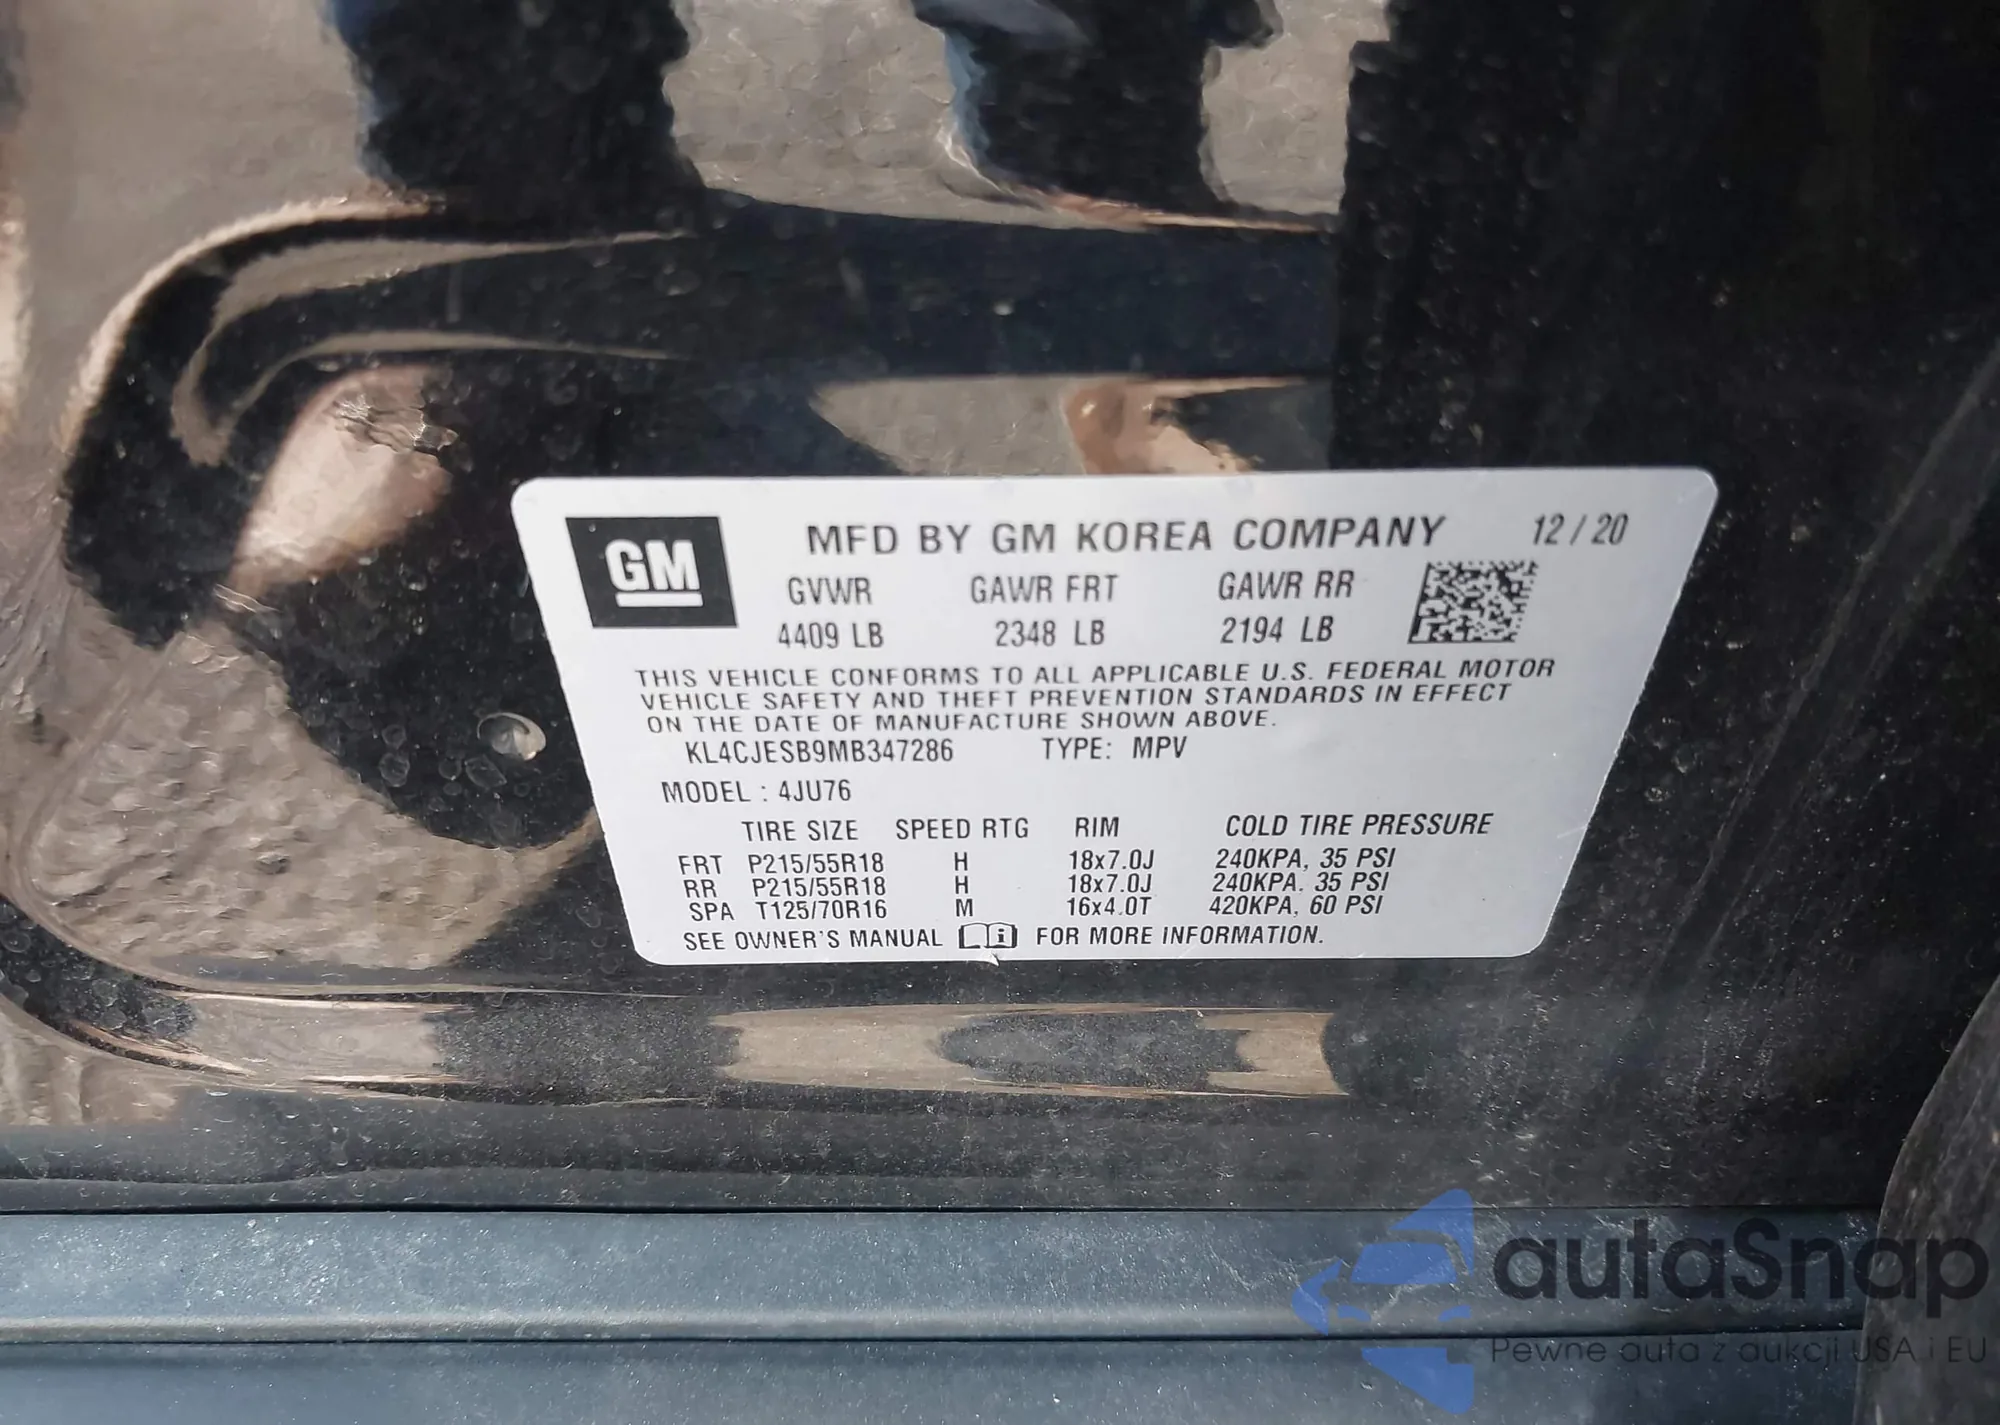 GM
MFD BY GM KOREA COMPANY 12 / 20
GVWR GAWR FRT GAWR RR
4409 LB 2348 LB 2194 LB
THIS VEHICLE CONFORMS TO ALL APPLICABLE U.S. FEDERAL MOTOR
VEHICLE SAFETY AND THEFT PREVENTION STANDARDS IN EFFECT
ON THE DATE OF MANUFACTURE SHOWN ABOVE.
KL4CJESB9MB347286 TYPE: MPV
MODEL : 4JU76
TIRE SIZE SPEED RTG RIM COLD TIRE PRESSURE
FRT P215/55R18 H 18x7.0J 240KPA, 35 PSI
RR P215/55R18 H 18x7.0J 240KPA. 35 PSI
SPA T125/70R16 M 16x4.0T 420KPA, 60 PSI
SEE OWNER'S MANUAL i FOR MORE INFORMATION.
autaSnap
Pewne auta z aukcji USA i EU